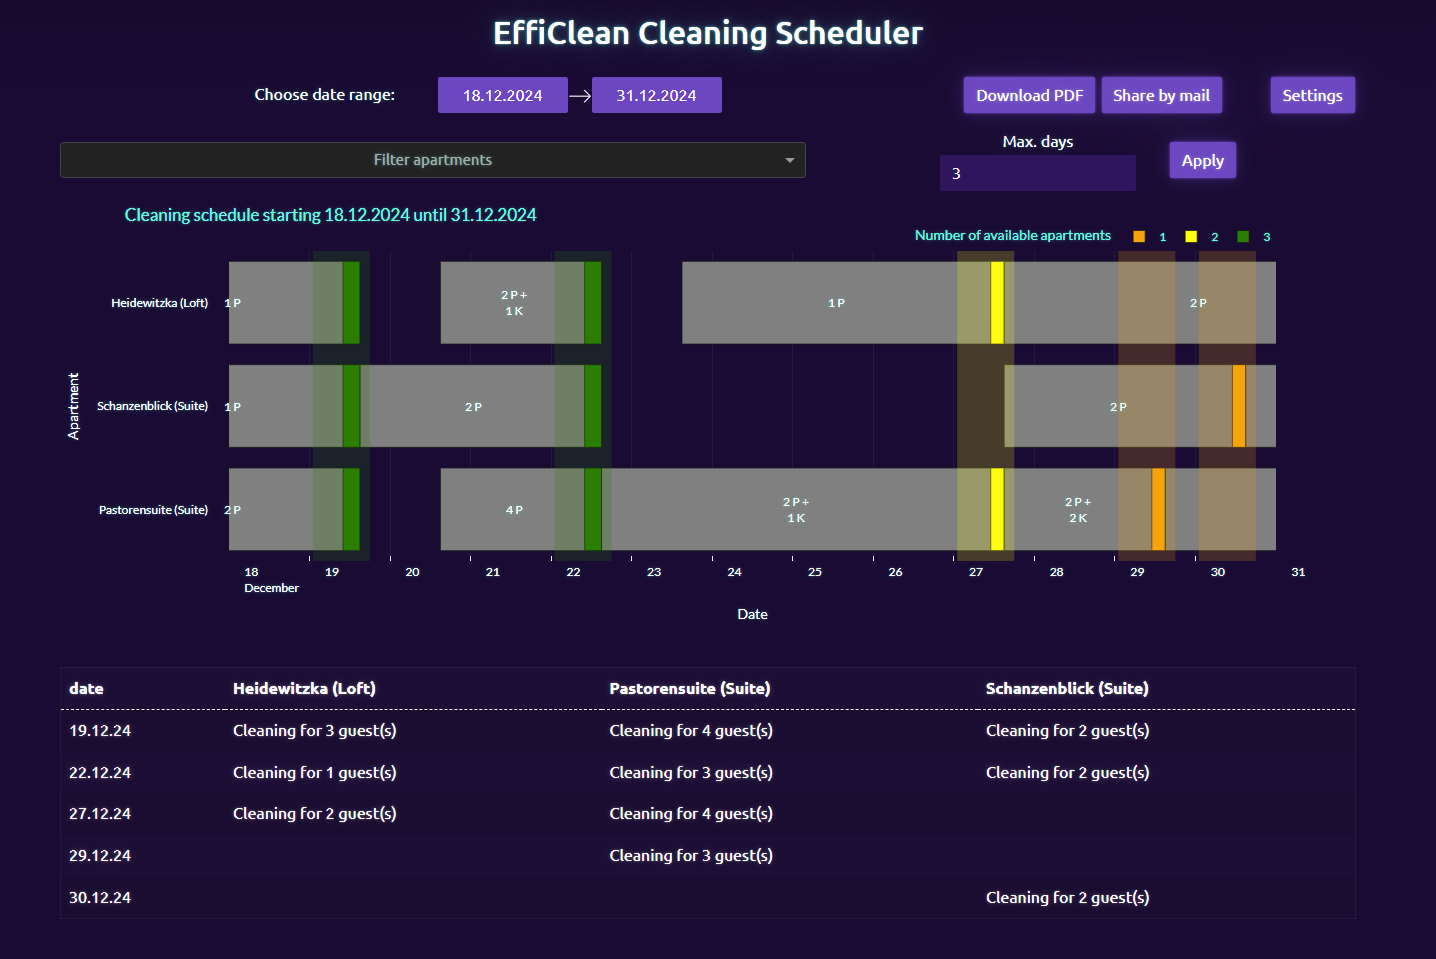 EffiClean Cleaning Scheduler
Choose date range: 18.12.2024 → 31.12.2024 Download PDF Share by mail Settings
Filter apartments
Max. days
3
Apply
Cleaning schedule starting 18.12.2024 until 31.12.2024
Number of available apartments 1 2 3
Apartment
Heidewitzka (Loft) 1 P
2 P +
1 K
1 P
2 P
Schanzenblick (Suite) 1 P 2 P 2 P
Pastorensuite (Suite) 2 P 4 P
2 P +
1 K
2 P +
2 K
18 19 20 21 22 23 24 25 26 27 28 29 30 31
December
Date
date Heidewitzka (Loft) Pastorensuite (Suite) Schanzenblick (Suite)
19.12.24 Cleaning for 3 guest(s) Cleaning for 4 guest(s) Cleaning for 2 guest(s)
22.12.24 Cleaning for 1 guest(s) Cleaning for 3 guest(s) Cleaning for 2 guest(s)
27.12.24 Cleaning for 2 guest(s) Cleaning for 4 guest(s)
29.12.24 Cleaning for 3 guest(s)
30.12.24 Cleaning for 2 guest(s)